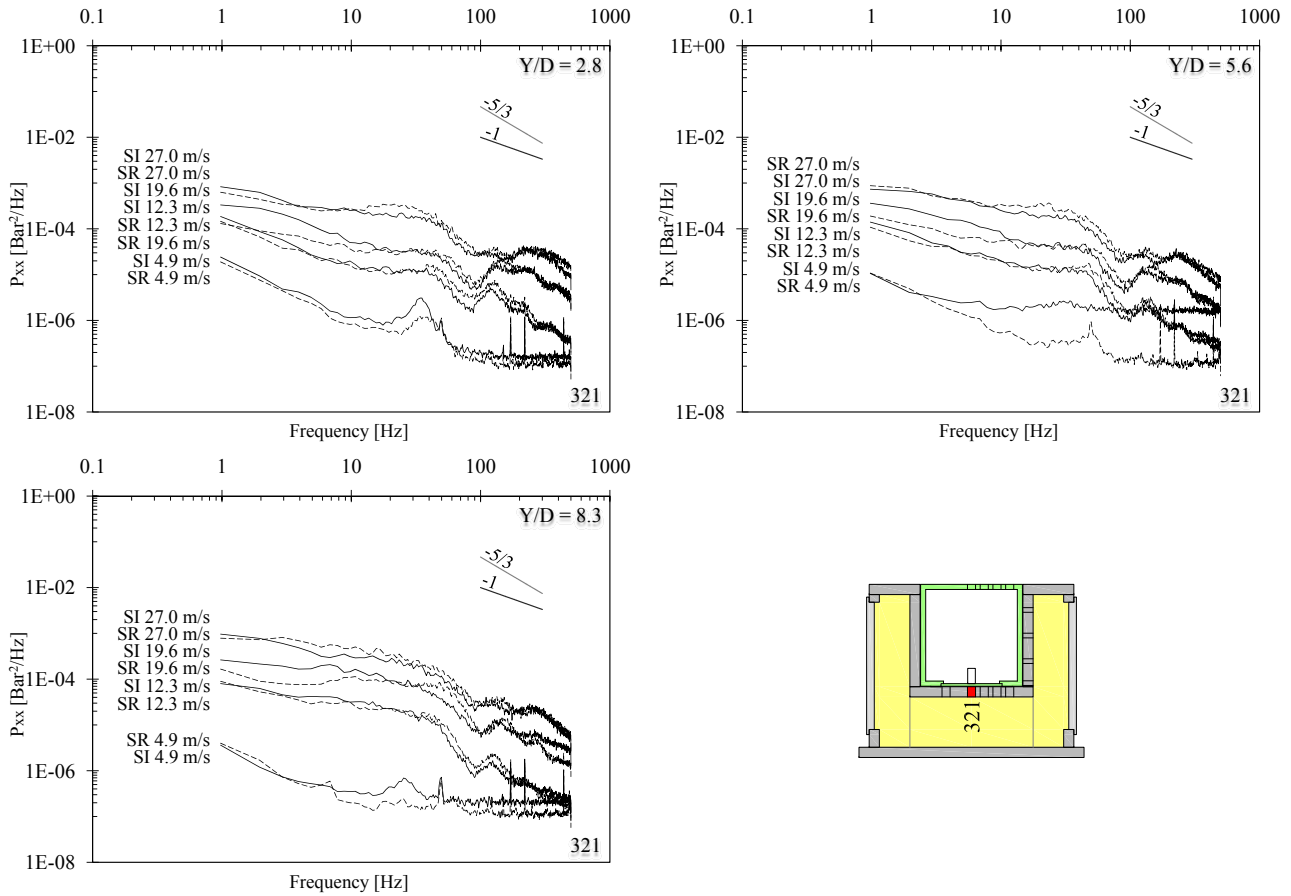 0.1 1 10 100 1000
1E+00
1E-02
1E-04
1E-06
1E-08
Pxx [Bar²/Hz]
Y/D = 2.8
-5/3
-1
SI 27.0 m/s
SR 27.0 m/s
SI 19.6 m/s
SI 12.3 m/s
SR 12.3 m/s
SR 19.6 m/s
SI 4.9 m/s
SR 4.9 m/s
321
Frequency [Hz]
0.1 1 10 100 1000
1E+00
1E-02
1E-04
1E-06
1E-08
Pxx [Bar²/Hz]
Y/D = 5.6
-5/3
-1
SR 27.0 m/s
SI 27.0 m/s
SI 19.6 m/s
SR 19.6 m/s
SI 12.3 m/s
SR 12.3 m/s
SI 4.9 m/s
SR 4.9 m/s
321
Frequency [Hz]
0.1 1 10 100 1000
1E+00
1E-02
1E-04
1E-06
1E-08
Pxx [Bar²/Hz]
Y/D = 8.3
-5/3
-1
SI 27.0 m/s
SR 27.0 m/s
SI 19.6 m/s
SR 19.6 m/s
SI 12.3 m/s
SR 12.3 m/s
SR 4.9 m/s
SI 4.9 m/s
321
Frequency [Hz]
321